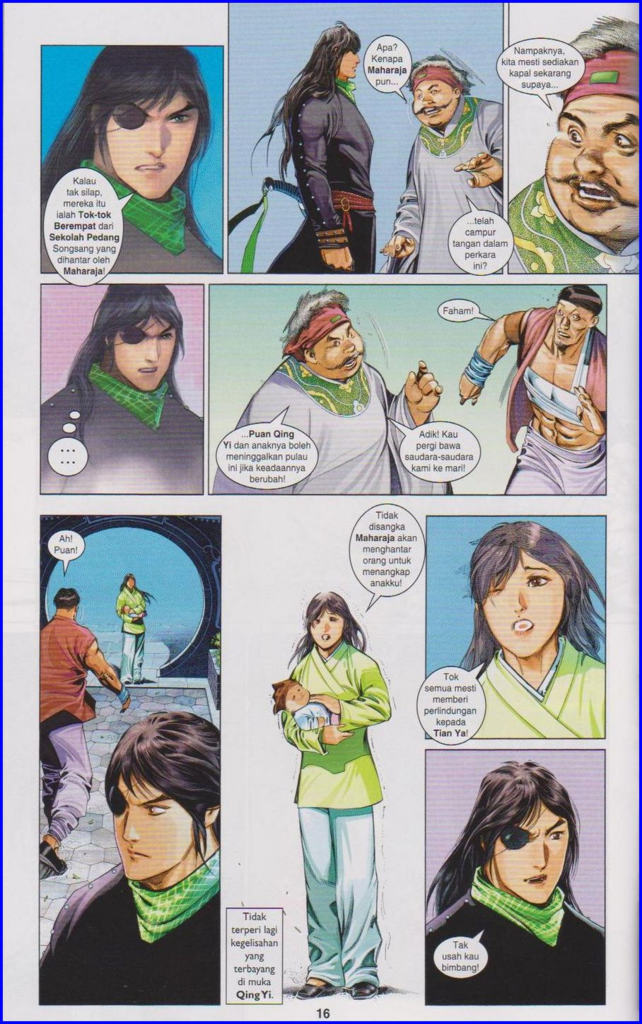 Kalau
tak silap,
mereka itu
ialah Tok-tok
Berempat dari
Sekolah Pedang
Songsang yang
dihantar oleh
Maharaja!
Apa?
Kenapa
Maharaja
pun...
...telah
campur
tangan dalam
perkara
ini?
Nampaknya,
kita mesti sediakan
kapal sekarang
supaya...
...
...
...Puan Qing
Yi dan anaknya boleh
meninggalkan pulau
ini jika keadaannya
berubah!
Adik! Kau
pergi bawa
saudara-saudara
kami ke mari!
Faham!
Ah!
Puan!
Tidak
disangka
Maharaja akan
menghantar
orang untuk
menangkap
anakku!
Tidak
terperi lagi
kegelisahan
yang
terbayang
di muka
Qing Yi.
Tok
semua mesti
memberi
perlindungan
kepada
Tian Ya!
Tak
usah kau
bimbang!
16